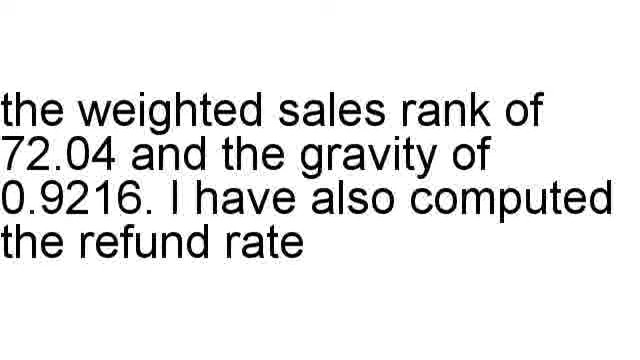 the weighted sales rank of
72.04 and the gravity of
0.9216. I have also computed
the refund rate